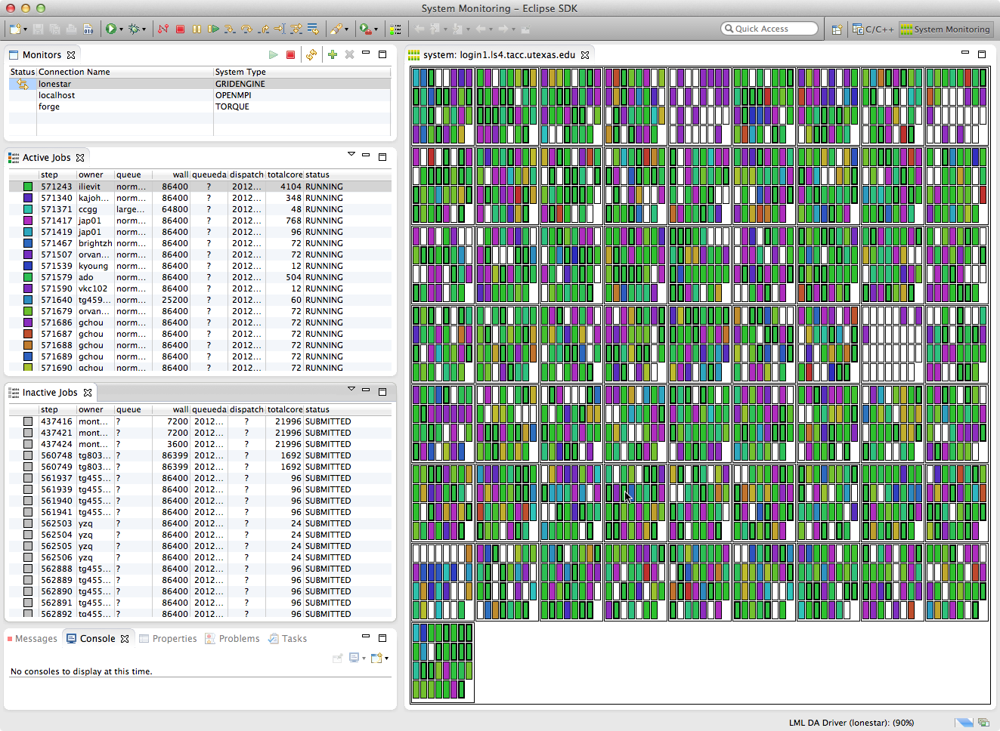 System Monitoring – Eclipse SDK
010
Quick Access
C/C++
System Monitoring
Monitors
Status Connection Name System Type
lonestar GRIDENGINE
localhost OPENMPI
forge TORQUE
Active Jobs
step owner queue wall queueda dispatch totalcore status
571243 ilievit norm... 86400 ? 2012... 4104 RUNNING
571340 kajoh... norm... 86400 ? 2012... 348 RUNNING
571371 ccgg large... 64800 ? 2012... 48 RUNNING
571417 jap01 norm... 86400 ? 2012... 768 RUNNING
571419 jap01 norm... 86400 ? 2012... 96 RUNNING
571467 brightzh norm... 86400 ? 2012... 72 RUNNING
571507 orvan... norm... 86400 ? 2012... 72 RUNNING
571539 kyoung norm... 86400 ? 2012... 12 RUNNING
571579 ado norm... 86400 ? 2012... 504 RUNNING
571590 vkc102 norm... 86400 ? 2012... 12 RUNNING
571640 tg459... norm... 25200 ? 2012... 60 RUNNING
571679 orvan... norm... 86400 ? 2012... 72 RUNNING
571686 gchou norm... 86400 ? 2012... 72 RUNNING
571687 gchou norm... 86400 ? 2012... 72 RUNNING
571688 gchou norm... 86400 ? 2012... 72 RUNNING
571689 gchou norm... 86400 ? 2012... 72 RUNNING
571690 gchou norm... 86400 ? 2012... 72 RUNNING
Inactive Jobs
step owner queue wall queueda dispatch totalcore status
437416 mont... ? 7200 2012... ? 21996 SUBMITTED
437421 mont... ? 7200 2012... ? 21996 SUBMITTED
437424 mont... ? 3600 2012... ? 21996 SUBMITTED
560748 tg803... ? 86399 2012... ? 1692 SUBMITTED
560749 tg803... ? 86399 2012... ? 1692 SUBMITTED
561937 tg455... ? 86400 2012... ? 96 SUBMITTED
561939 tg455... ? 86400 2012... ? 96 SUBMITTED
561940 tg455... ? 86400 2012... ? 96 SUBMITTED
561941 tg455... ? 86400 2012... ? 96 SUBMITTED
562503 yzq ? 86400 2012... ? 24 SUBMITTED
562504 yzq ? 86400 2012... ? 24 SUBMITTED
562505 yzq ? 86400 2012... ? 24 SUBMITTED
562506 yzq ? 86400 2012... ? 24 SUBMITTED
562888 tg455... ? 86400 2012... ? 96 SUBMITTED
562889 tg455... ? 86400 2012... ? 96 SUBMITTED
562890 tg455... ? 86400 2012... ? 96 SUBMITTED
562891 tg455... ? 86400 2012... ? 96 SUBMITTED
562892 tg455... ? 86400 2012... ? 96 SUBMITTED
Messages Console Properties Problems Tasks
No consoles to display at this time.
system: login1.ls4.tacc.utexas.edu
LML DA Driver (lonestar): (90%)